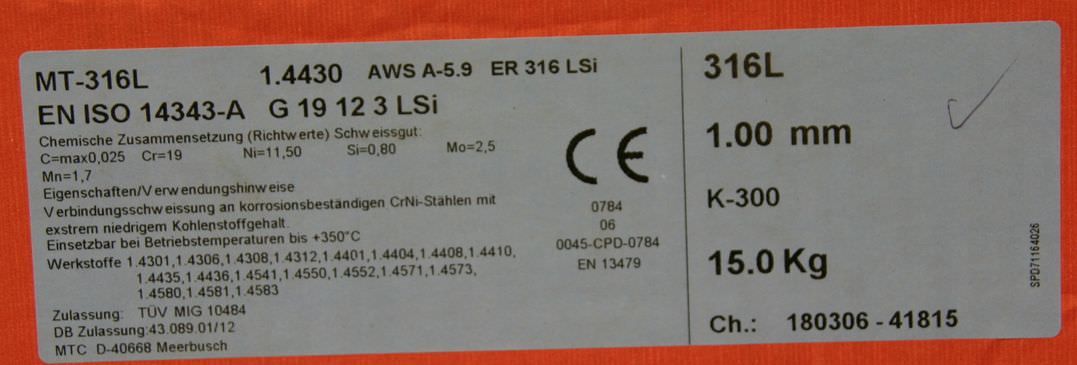 MT-316L 1.4430 AWS A-5.9 ER 316 LSi
EN ISO 14343-A G 19 12 3 LSi
Chemische Zusammensetzung (Richtwerte) Schweissgut:
C=max0,025 Cr=19 Ni=11,50 Si=0,80 Mo=2,5
Mn=1,7
Eigenschaften/Verwendungshinweise
Verbindungsschweissung an korrosionsbeständigen CrNi-Stählen mit
exstrem niedrigem Kohlenstoffgehalt.
Einsetzbar bei Betriebstemperaturen bis +350°C
Werkstoffe 1.4301,1.4306,1.4308,1.4312,1.4401,1.4404,1.4408,1.4410,
1.4435,1.4436,1.4541,1.4550,1.4552,1.4571,1.4573,
1.4580,1.4581,1.4583
Zulassung: TÜV MIG 10484
DB Zulassung:43.089.01/12
MTC D-40668 Meerbusch
CE
0784
06
0045-CPD-0784
EN 13479
316L
1.00 mm
K-300
15.0 Kg
Ch.: 180306 - 41815
SPD71164026